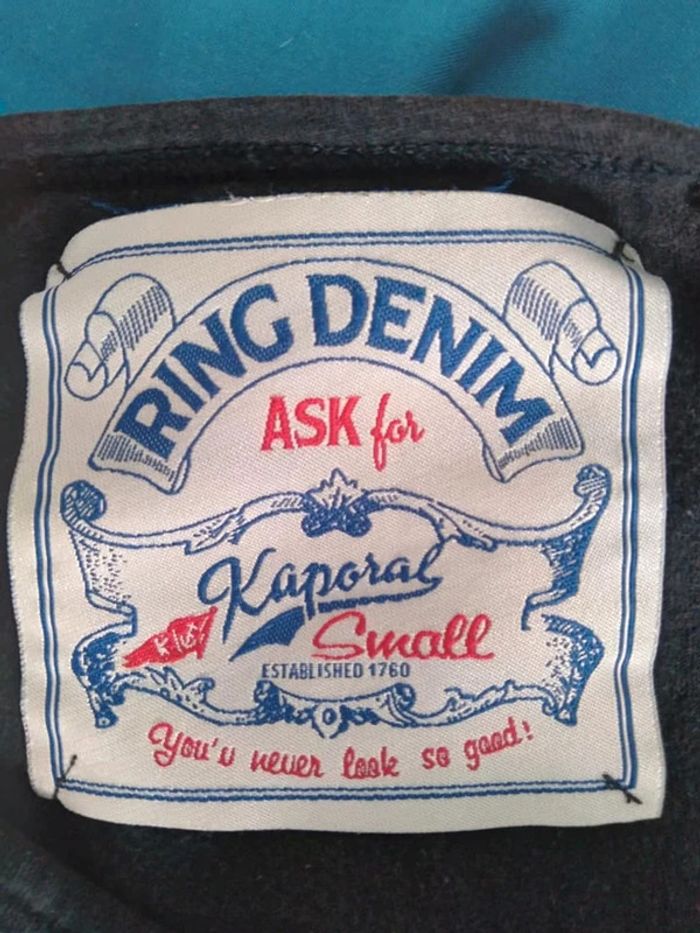 RING DENIM
ASK for
Kaporal
Small
ESTABLISHED 1760
You'v never look so good!